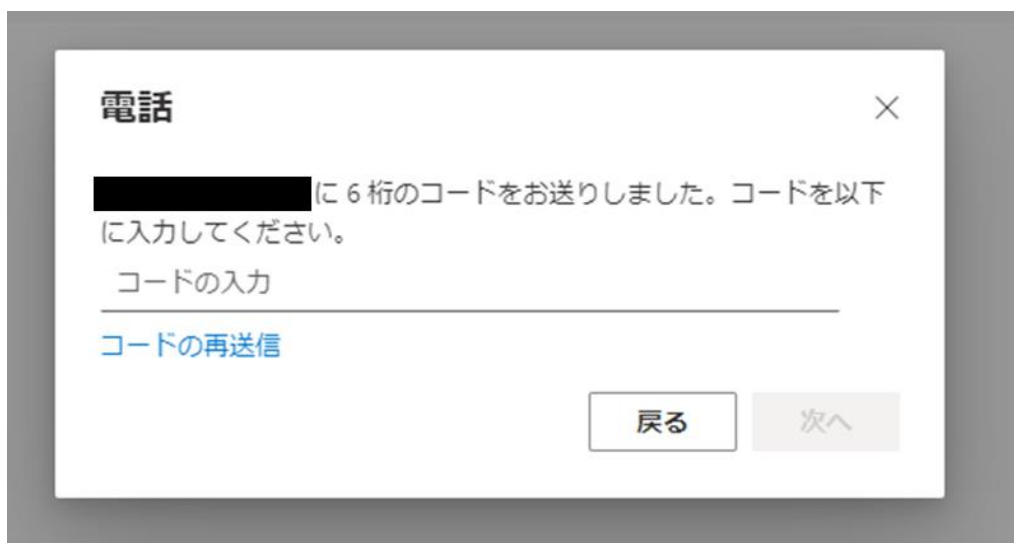 電話
に 6 桁のコードをお送りしました。コードを以下
に入力してください。
コードの入力
コードの再送信
戻る
次へ